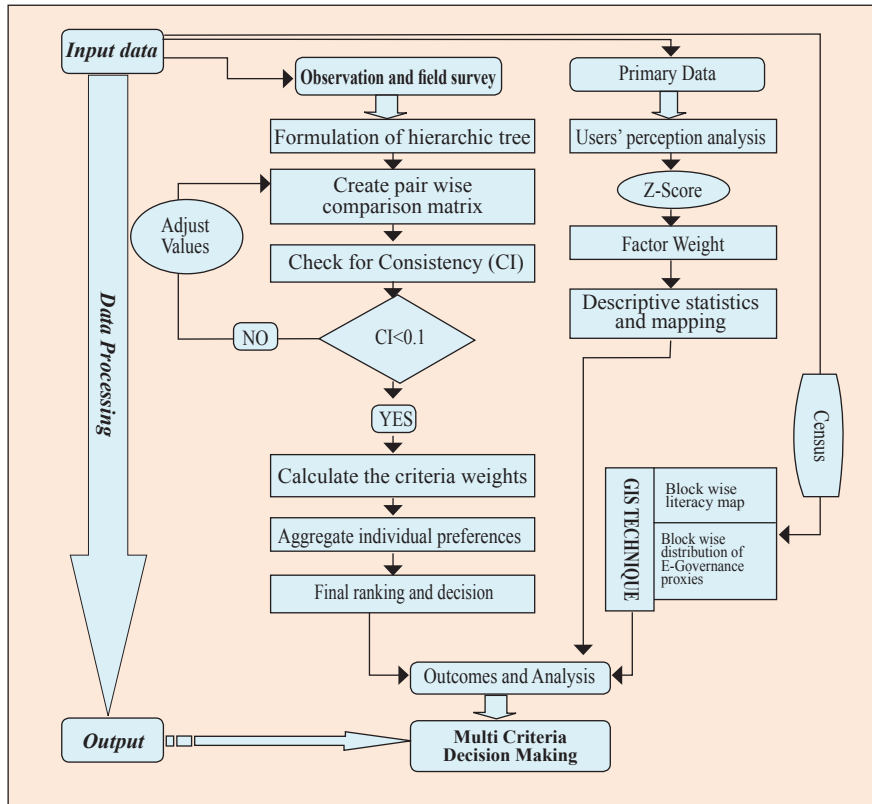 Input data
Observation and field survey
Primary Data
Formulation of hierarchic tree
Users' perception analysis
Create pair wise
comparison matrix
Z-Score
Adjust
Values
Factor Weight
Check for Consistency (CI)
Descriptive statistics
and mapping
NO
CI<0.1
Data Processing
YES
Census
Calculate the criteria weights
GIS TECHNIQUE
Block wise
literacy map
Aggregate individual preferences
Block wise
distribution of
E-Governance
proxies
Final ranking and decision
Outcomes and Analysis
Output
Multi Criteria
Decision Making